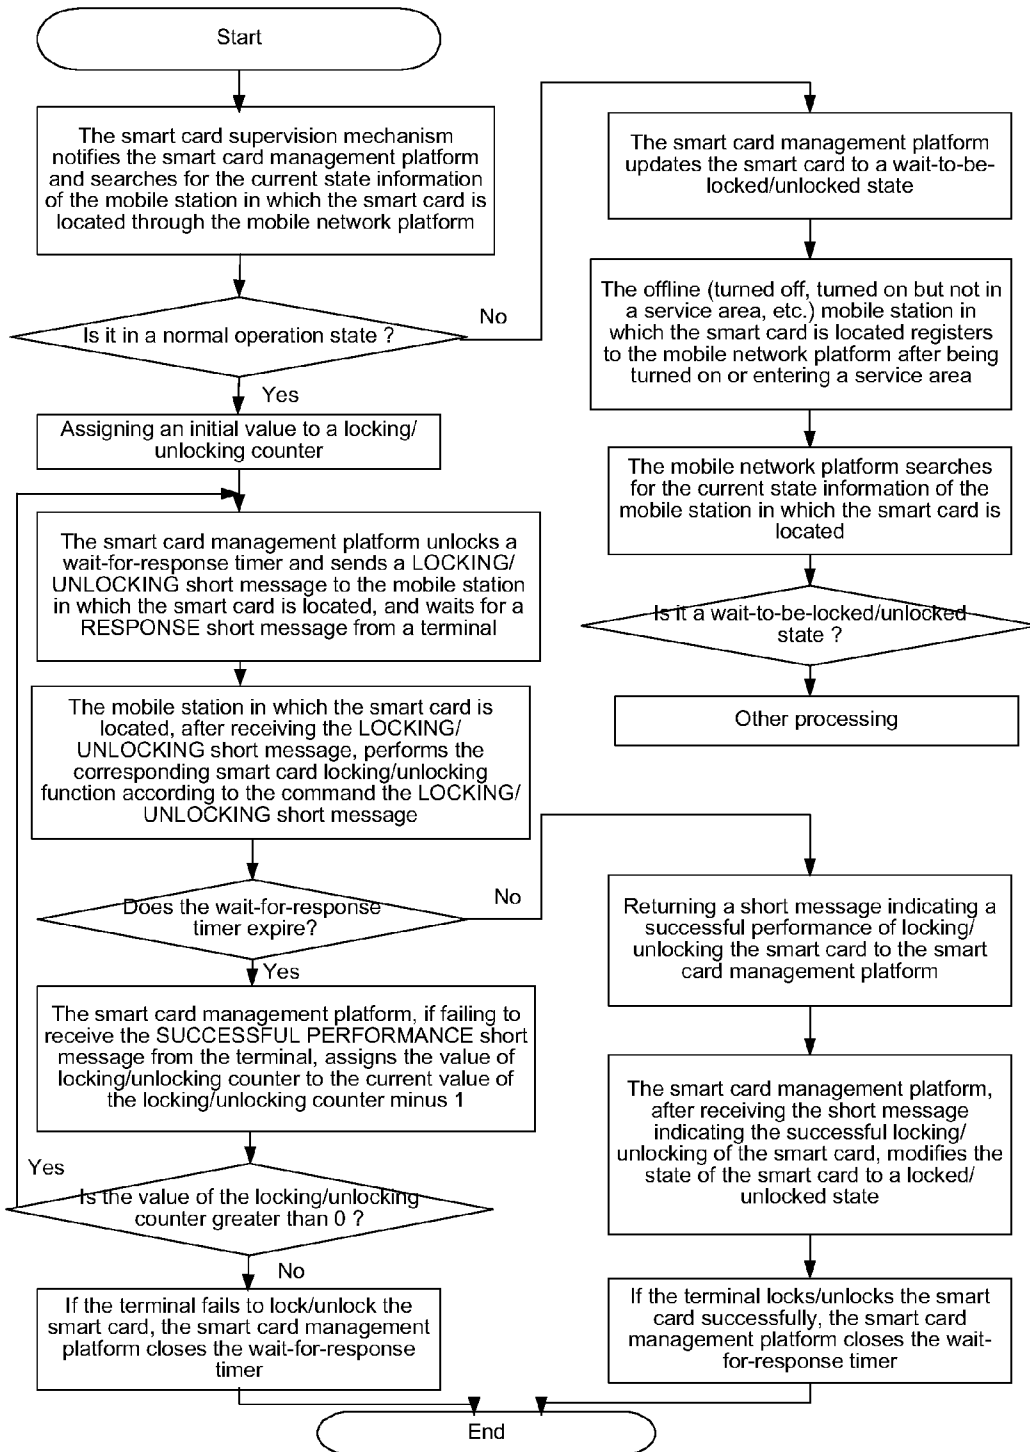 Start
The smart card supervision mechanism
notifies the smart card management platform
and searches for the current state information
of the mobile station in which the smart card is
located through the mobile network platform
Is it in a normal operation state ?
No
Yes
Assigning an initial value to a locking/
unlocking counter
The smart card management platform unlocks a
wait-for-response timer and sends a LOCKING/
UNLOCKING short message to the mobile station
in which the smart card is located, and waits for a
RESPONSE short message from a terminal
The mobile station in which the smart card is
located, after receiving the LOCKING/
UNLOCKING short message, performs the
corresponding smart card locking/unlocking
function according to the command the LOCKING/
UNLOCKING short message
Does the wait-for-response
timer expire?
No
Yes
The smart card management platform, if failing to
receive the SUCCESSFUL PERFORMANCE short
message from the terminal, assigns the value of
locking/unlocking counter to the current value of
the locking/unlocking counter minus 1
Yes
Is the value of the locking/unlocking
counter greater than 0 ?
No
If the terminal fails to lock/unlock the
smart card, the smart card management
platform closes the wait-for-response
timer
The smart card management platform
updates the smart card to a wait-to-be-
locked/unlocked state
The offline (turned off, turned on but not in
a service area, etc.) mobile station in
which the smart card is located registers
to the mobile network platform after being
turned on or entering a service area
The mobile network platform searches
for the current state information of the
mobile station in which the smart card is
located
Is it a wait-to-be-locked/unlocked
state ?
Other processing
Returning a short message indicating a
successful performance of locking/
unlocking the smart card to the smart
card management platform
The smart card management platform,
after receiving the short message
indicating the successful locking/
unlocking of the smart card, modifies the
state of the smart card to a locked/
unlocked state
If the terminal locks/unlocks the smart
card successfully, the smart card
management platform closes the wait-
for-response timer
End